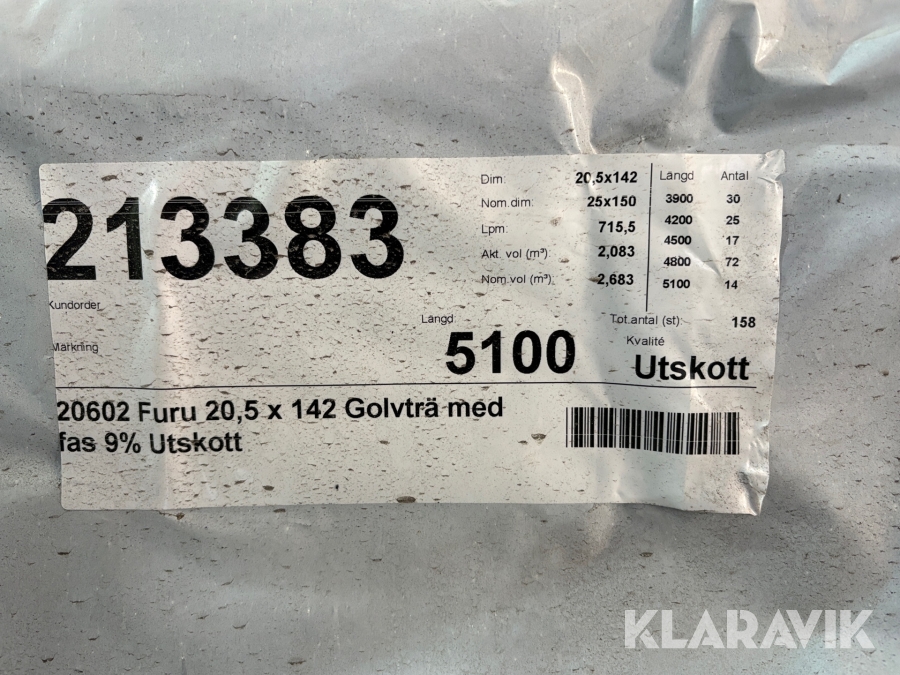 213383
Kundorder
Märkning
Dim: 20,5x142
Nom.dim: 25x150
Lpm: 715,5
Akt. vol (m³) 2,083
Nom.vol (m³) 2,683
Längd Antal
3900 30
4200 25
4500 17
4800 72
5100 14
Längd: 5100
Tot.antal (st): 158
Kvalité
Utskott
20602 Furu 20,5 x 142 Golvträ med
fas 9% Utskott
KLARAVIK